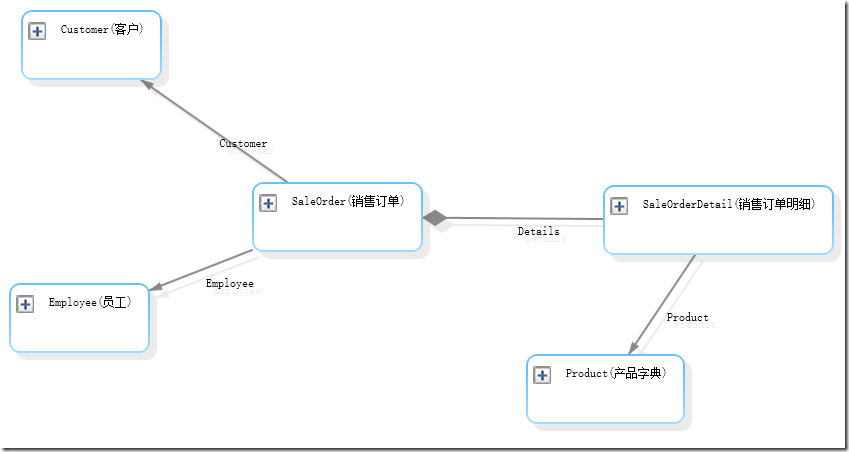 Customer(客户)
Customer
SaleOrder(销售订单)
SaleOrderDetail(销售订单明细)
Details
Employee
Employee(员工)
Product
Product(产品字典)